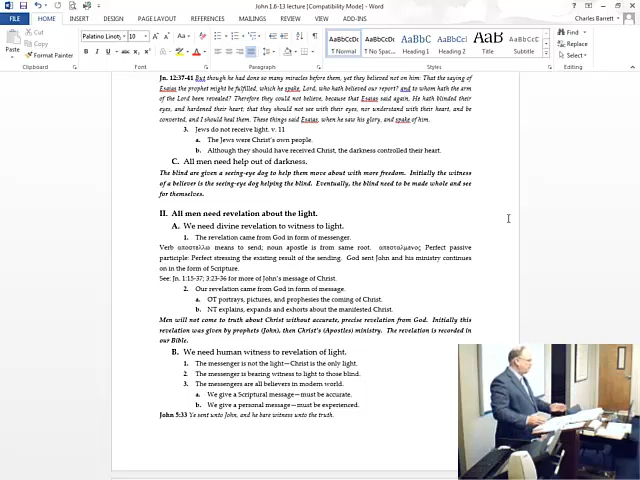 John 1.6-13 lecture [Compatibility Mode] - Word
FILE HOME INSERT DESIGN PAGE LAYOUT REFERENCES MAILINGS REVIEW VIEW ADD-INS Charles Barrett
Paste Cut Copy Format Painter Clipboard
Palatino Linotyp 10 Font
Paragraph
AaBbCcDc AaBbCcDc AaBbCc AaBbCc AaB AaBbCcC
¶ Normal ¶ No Spac... Heading 1 Heading 2 Title Subtitle
Styles
Find Replace Select Editing
Jn. 12:37-41 But though he had done so many miracles before them, yet they believed not on him: That the saying of
Esaias the prophet might be fulfilled, which he spake, Lord, who hath believed our report? and to whom hath the arm
of the Lord been revealed? Therefore they could not believe, because that Esaias said again, He hath blinded their
eyes, and hardened their heart; that they should not see with their eyes, nor understand with their heart, and be
converted, and I should heal them. These things said Esaias, when he saw his glory, and spake of him.
3. Jews do not receive light. v. 11
a. The Jews were Christ's own people.
b. Although they should have received Christ, the darkness controlled their heart.
C. All men need help out of darkness.
The blind are given a seeing-eye dog to help them move about with more freedom. Initially the witness
of a believer is the seeing-eye dog helping the blind. Eventually, the blind need to be made whole and see
for themselves.
II. All men need revelation about the light.
A. We need divine revelation to witness to light.
1. The revelation came from God in form of messenger.
Verb αποστελλω means to send; noun apostle is from same root. απεσταλμενος Perfect passive
participle: Perfect stressing the existing result of the sending. God sent John and his ministry continues
on in the form of Scripture.
See: Jn. 1:15-37; 3:23-36 for more of John's message of Christ.
2. Our revelation came from God in form of message.
a. OT portrays, pictures, and prophesies the coming of Christ.
b. NT explains, expands and exhorts about the manifested Christ.
Men will not come to truth about Christ without accurate, precise revelation from God. Initially this
revelation was given by prophets (John), then Christ's (Apostles) ministry. The revelation is recorded in
our Bible.
B. We need human witness to revelation of light.
1. The messenger is not the light—Christ is the only light.
2. The messenger is bearing witness to light to those blind.
3. The messengers are all believers in modern world.
a. We give a Scriptural message—must be accurate.
b. We give a personal message—must be experienced.
John 5:33 Ye sent unto John, and he bare witness unto the truth.